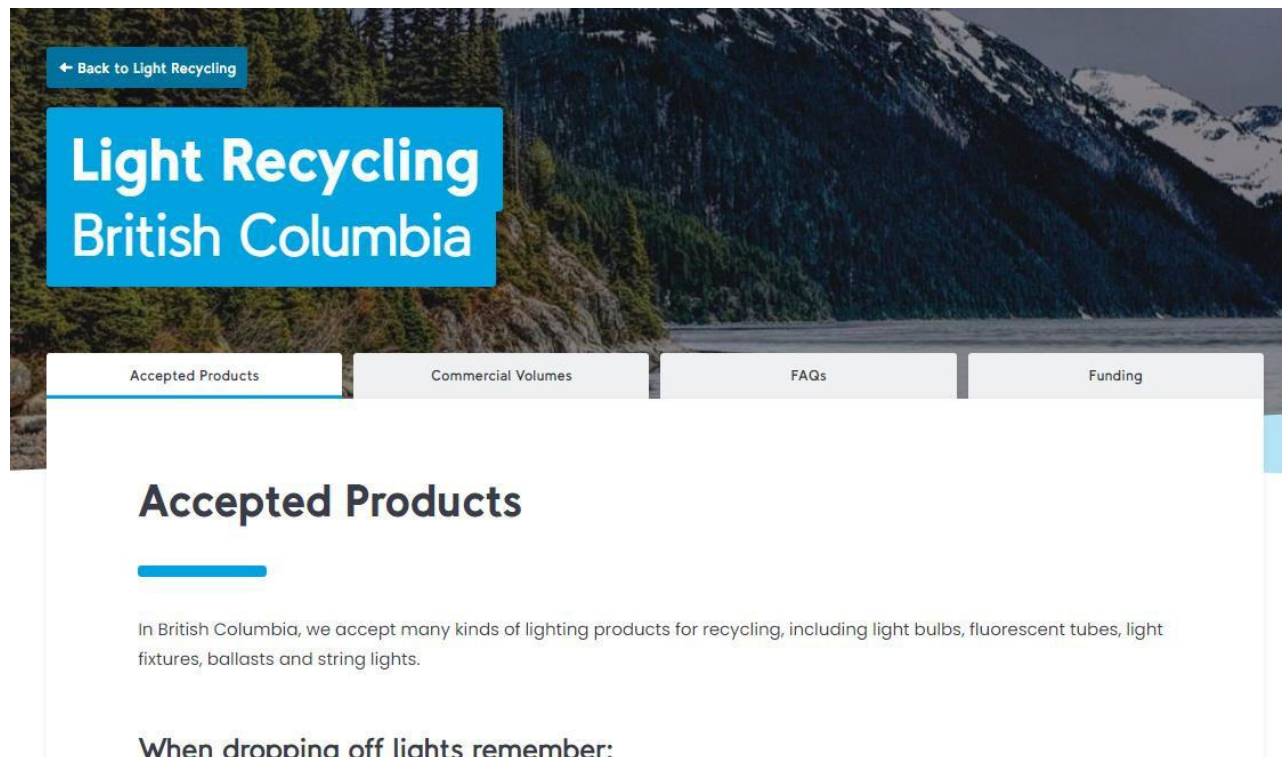 ← Back to Light Recycling
Light Recycling
British Columbia
Accepted Products
Commercial Volumes
FAQs
Funding
Accepted Products
In British Columbia, we accept many kinds of lighting products for recycling, including light bulbs, fluorescent tubes, light
fixtures, ballasts and string lights.
When dropping off lights remember: